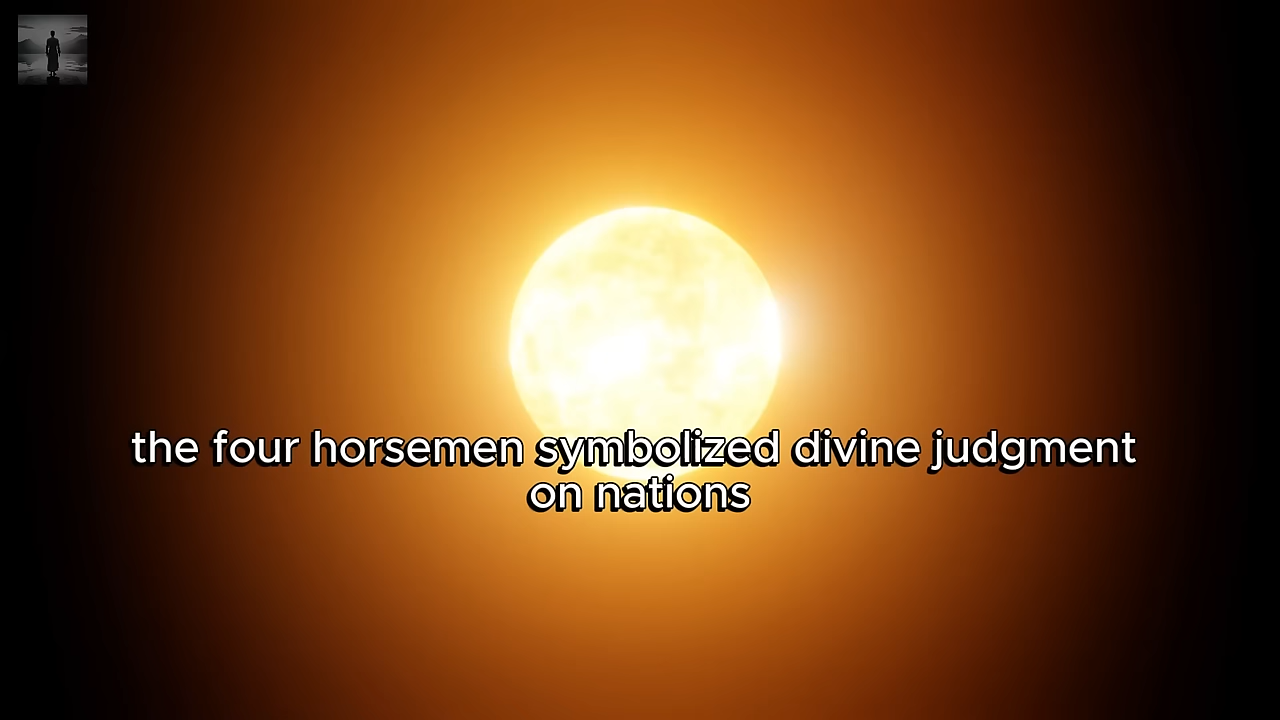 the four horsemen symbolized divine judgment
on nations